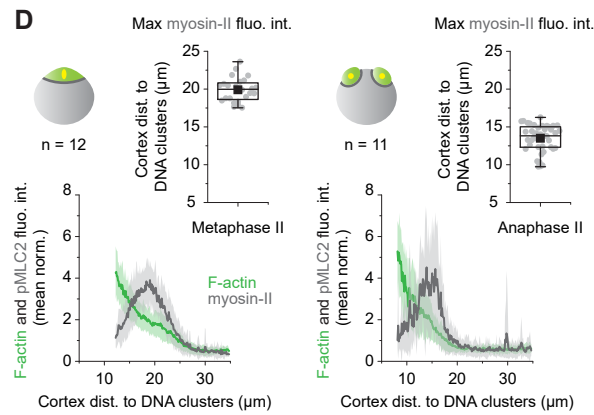 D
Max myosin-II fluo. int.
Max myosin-II fluo. int.
n = 12
Cortex dist. to
DNA clusters (µm)
25
20
15
10
5
Metaphase II
n = 11
Cortex dist. to
DNA clusters (µm)
25
20
15
10
5
Anaphase II
F-actin and pMLC2 fluo. int.
(mean norm.)
8
6
4
2
0
F-actin
myosin-II
10 20 30
Cortex dist. to DNA clusters (µm)
F-actin and pMLC2 fluo. int.
(mean norm.)
8
6
4
2
0
10 20 30
Cortex dist. to DNA clusters (µm)